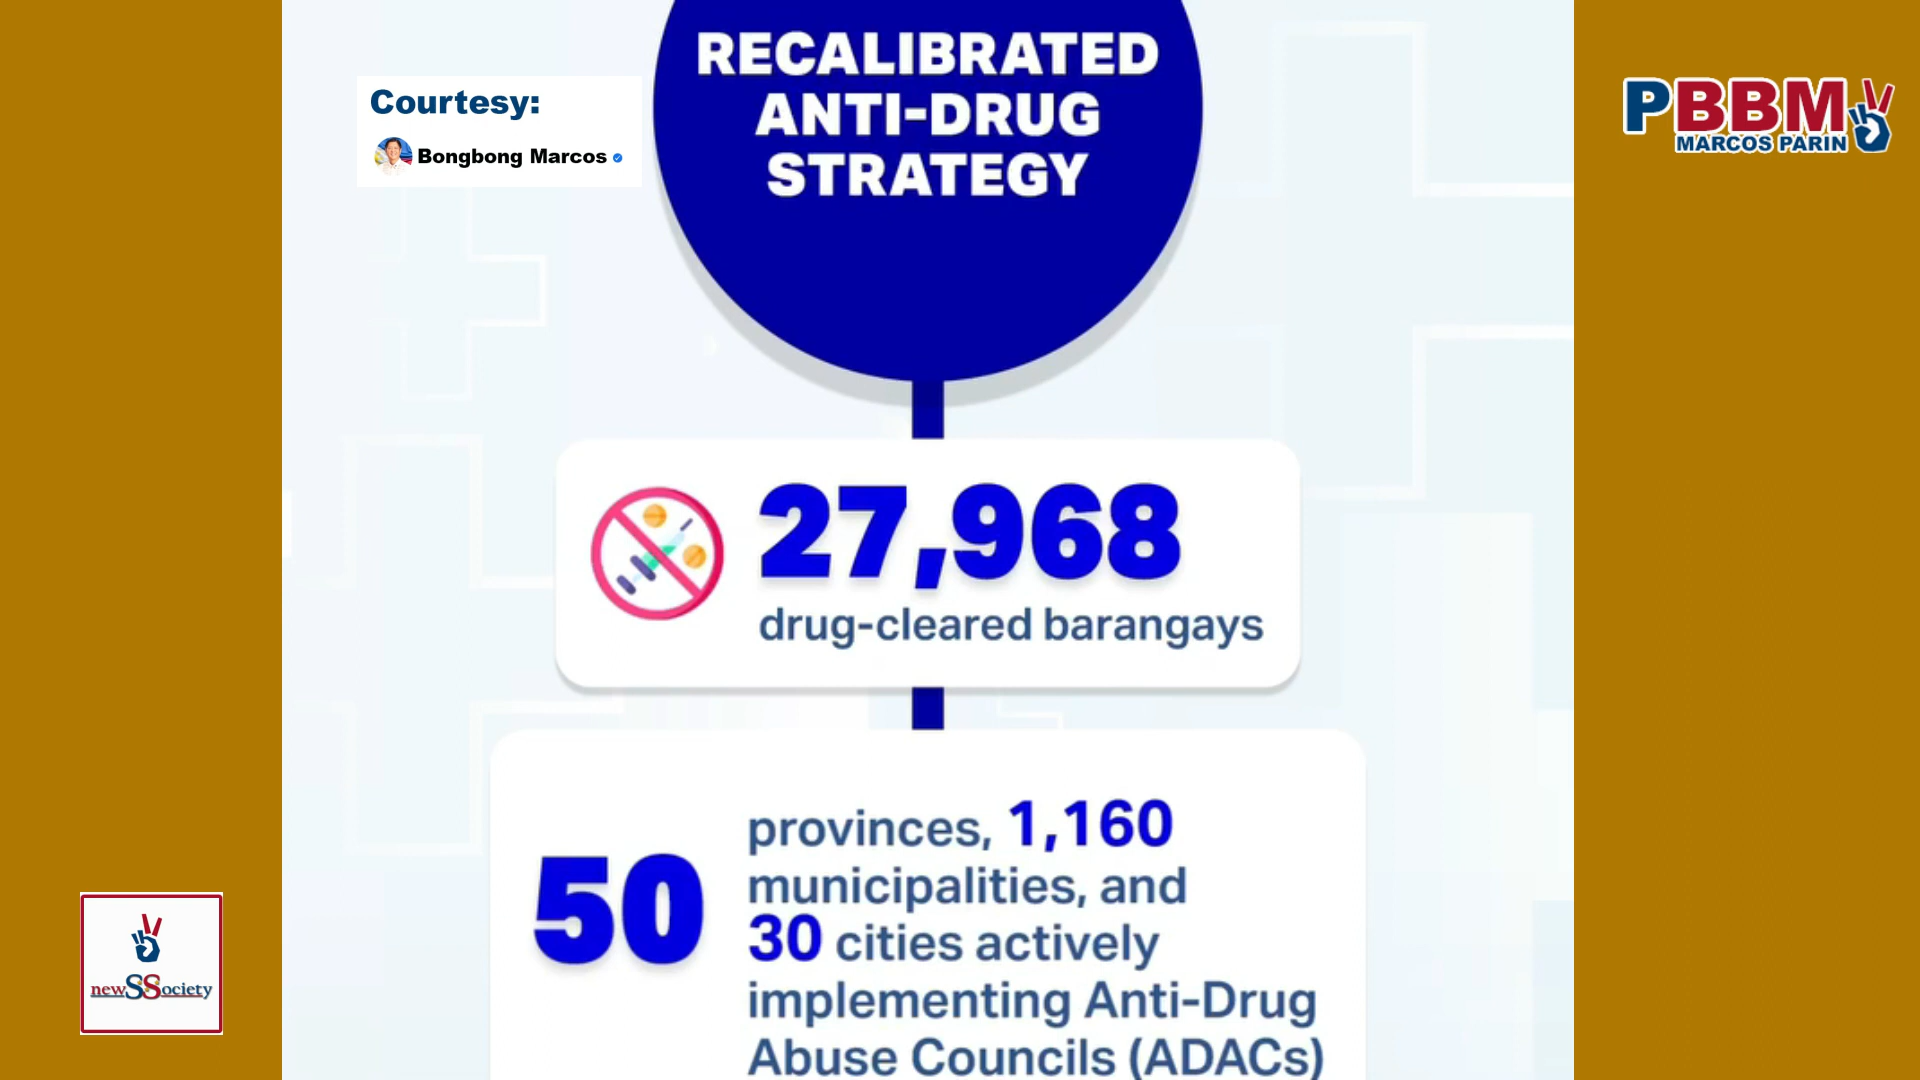 RECALIBRATED
ANTI-DRUG
STRATEGY
Courtesy:
Bongbong Marcos
PBBM
MARCOS PARIN
27,968
drug-cleared barangays
50
provinces, 1,160
municipalities, and
30 cities actively
implementing Anti-Drug
Abuse Councils (ADACs)
newSSociety